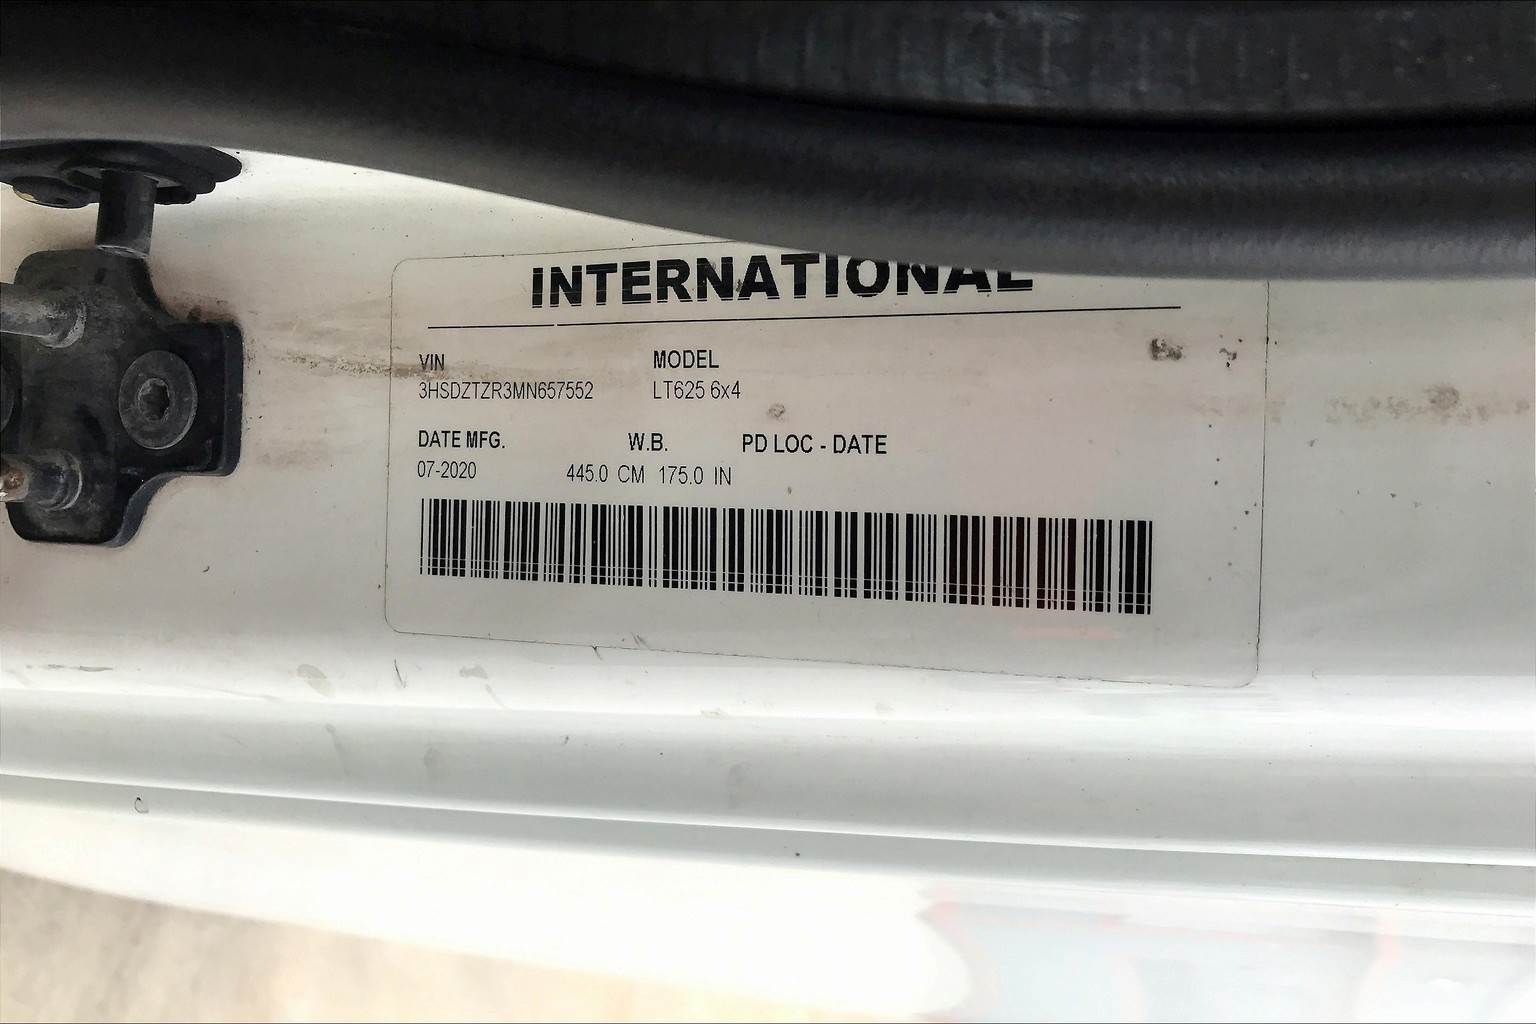 INTERNATIONAL
VIN MODEL
3HSDZTZR3MN657552 LT625 6x4
DATE MFG. W.B. PD LOC - DATE
07-2020 445.0 CM 175.0 IN